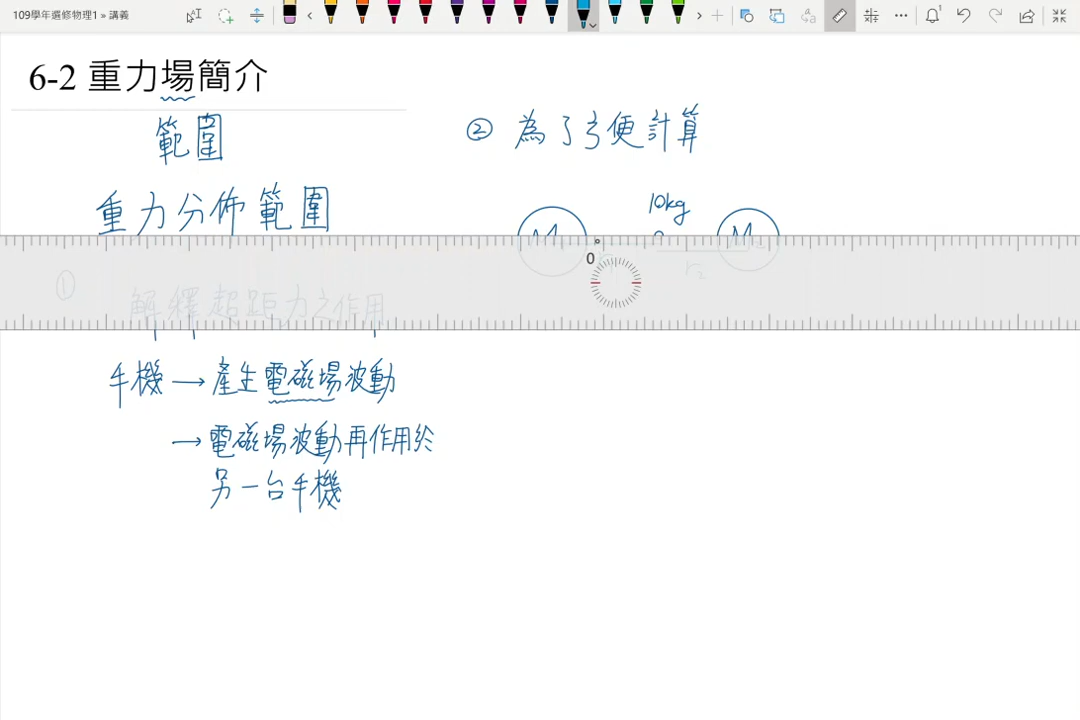 109學年選修物理1 » 講義
6-2 重力場簡介
範圍
重力分佈範圍
①
解釋超距力之作用
手機 → 產生電磁場波動
→ 電磁場波動再作用於
另一台手機
② 為了方便計算
10kg
M
M
r₂
0